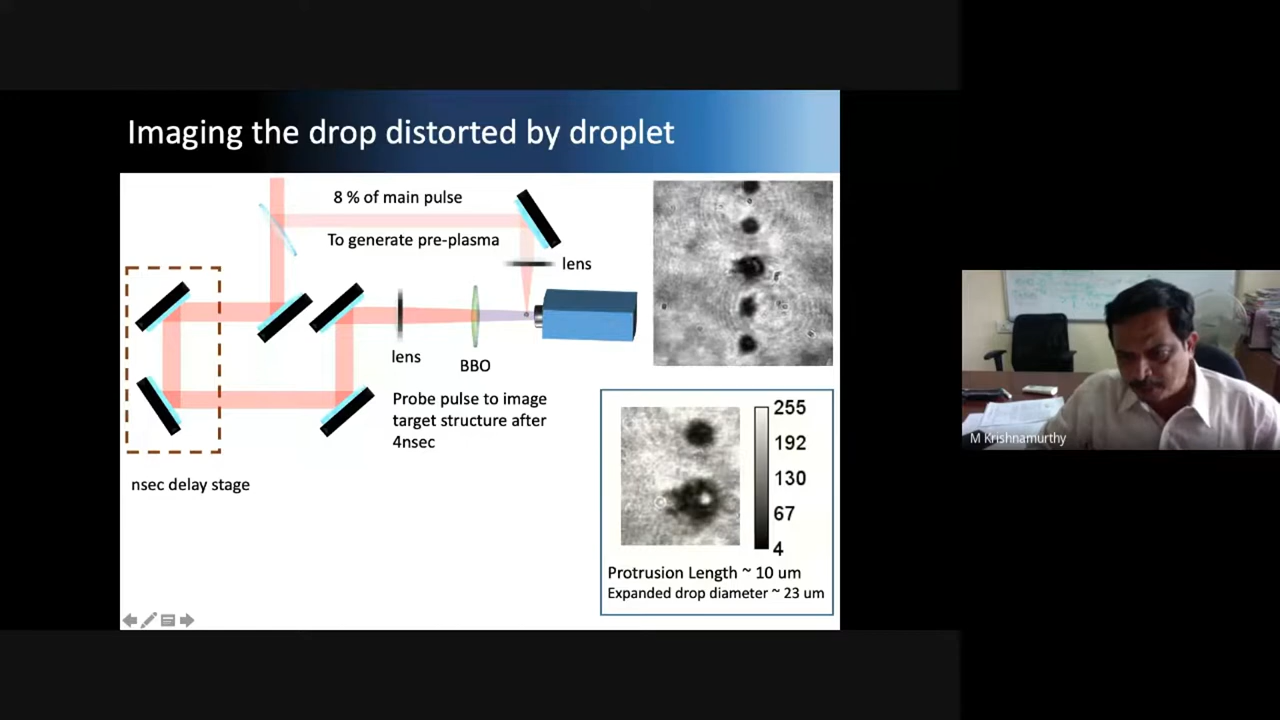 Imaging the drop distorted by droplet
8 % of main pulse
To generate pre-plasma
lens
lens
BBO
Probe pulse to image
target structure after
4nsec
nsec delay stage
255
192
130
67
4
Protrusion Length ~ 10 um
Expanded drop diameter ~ 23 um
M Krishnamurthy